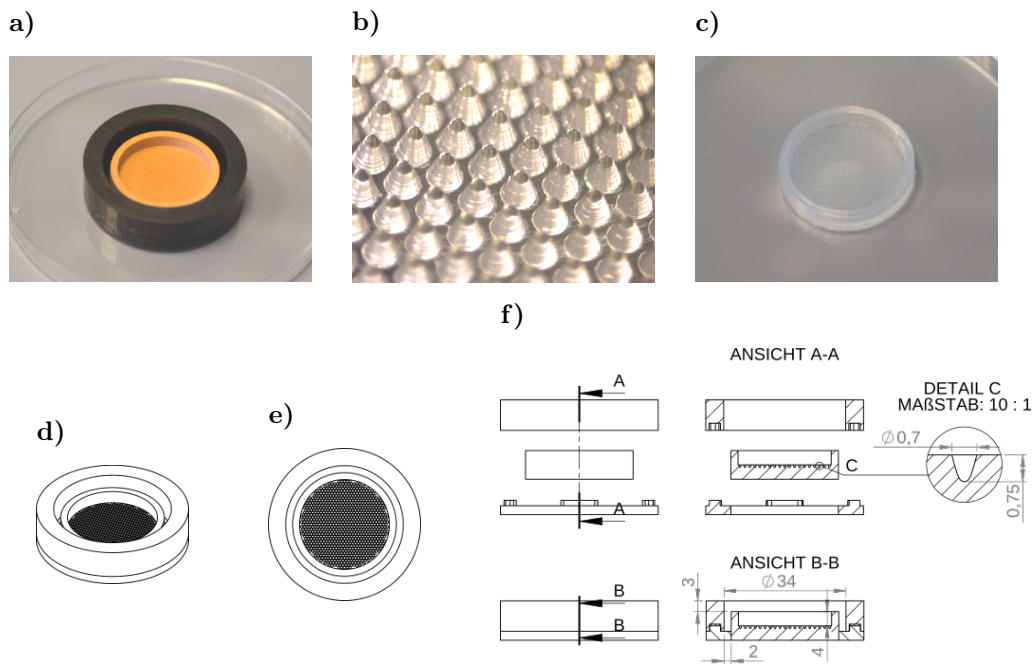 a)
b)
c)
d)
e)
f)
ANSICHT A-A
A
A
DETAIL C
MAßSTAB: 10 : 1
∅0,7
C
0,75
ANSICHT B-B
B
B
∅34
3
2
4